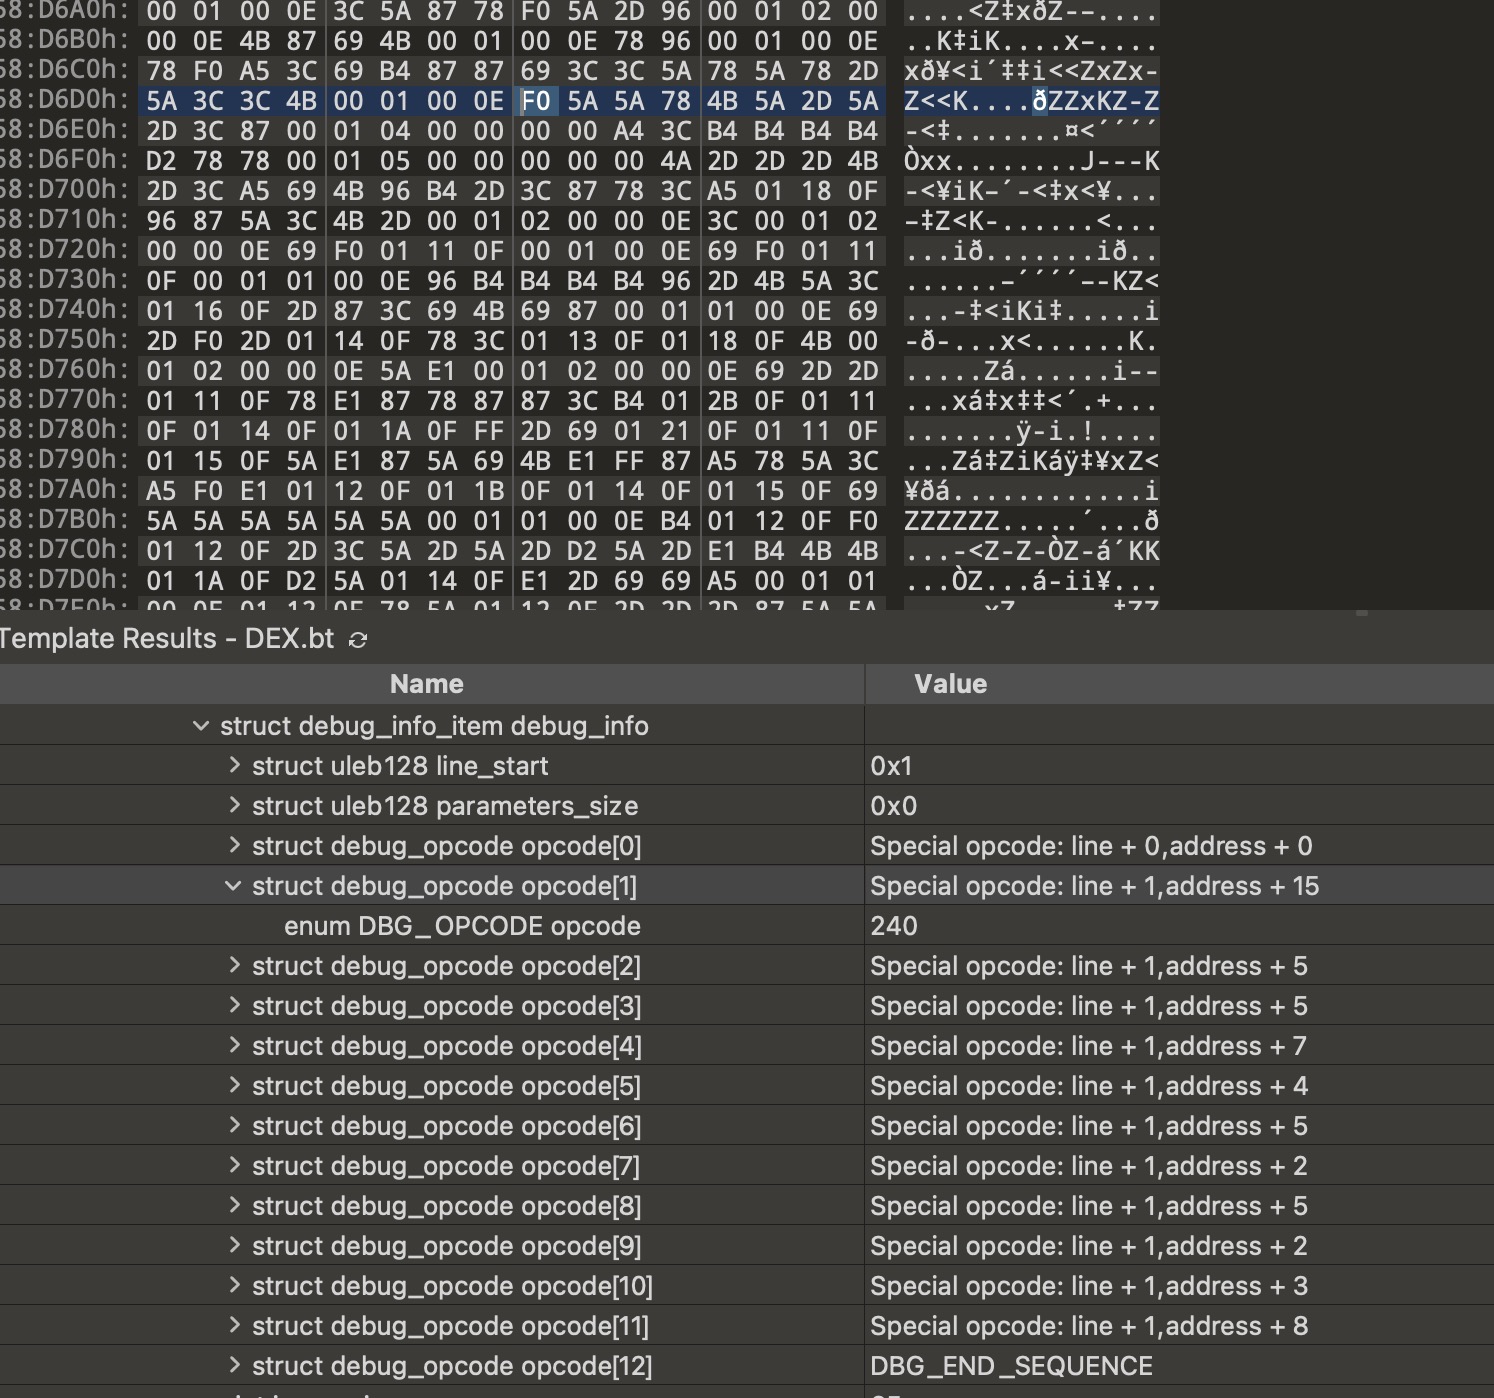 58:D6A0h: 00 01 00 0E 3C 5A 87 78 F0 5A 2D 96 00 01 02 00 ....<Z‡xðZ-–....
58:D6B0h: 00 0E 4B 87 69 4B 00 01 00 0E 78 96 00 01 00 0E ..K‡iK....x–....
58:D6C0h: 78 F0 A5 3C 69 B4 87 87 69 3C 3C 5A 78 5A 78 2D xð¥<i´‡‡i<<ZxZx-
58:D6D0h: 5A 3C 3C 4B 00 01 00 0E F0 5A 5A 78 4B 5A 2D 5A Z<<K....ðZZxKZ-Z
58:D6E0h: 2D 3C 87 00 01 04 00 00 00 00 A4 3C B4 B4 B4 B4 -<‡.......¤<´´´´
58:D6F0h: D2 78 78 00 01 05 00 00 00 00 00 4A 2D 2D 2D 4B Òxx........J---K
58:D700h: 2D 3C A5 69 4B 96 B4 2D 3C 87 78 3C A5 01 18 0F -<¥iK–´-<‡x<¥...
58:D710h: 96 87 5A 3C 4B 2D 00 01 02 00 00 0E 3C 00 01 02 –‡Z<K-......<...
58:D720h: 00 00 0E 69 F0 01 11 0F 00 01 00 0E 69 F0 01 11 ...ið.......ið..
58:D730h: 0F 00 01 01 00 0E 96 B4 B4 B4 B4 96 2D 4B 5A 3C ......–´´´´–-KZ<
58:D740h: 01 16 0F 2D 87 3C 69 4B 69 87 00 01 01 00 0E 69 ...-‡<iKi‡.....i
58:D750h: 2D F0 2D 01 14 0F 78 3C 01 13 0F 01 18 0F 4B 00 -ð-...x<......K.
58:D760h: 01 02 00 00 0E 5A E1 00 01 02 00 00 0E 69 2D 2D .....Zá......i--
58:D770h: 01 11 0F 78 E1 87 78 87 87 3C B4 01 2B 0F 01 11 ...xá‡x‡‡<´.+...
58:D780h: 0F 01 14 0F 01 1A 0F FF 2D 69 01 21 0F 01 11 0F .......ÿ-i.!....
58:D790h: 01 15 0F 5A E1 87 5A 69 4B E1 FF 87 A5 78 5A 3C ...Zá‡ZiKáÿ‡¥xZ<
58:D7A0h: A5 F0 E1 01 12 0F 01 1B 0F 01 14 0F 01 15 0F 69 ¥ðá............i
58:D7B0h: 5A 5A 5A 5A 5A 5A 00 01 01 00 0E B4 01 12 0F F0 ZZZZZZ.....´...ð
58:D7C0h: 01 12 0F 2D 3C 5A 2D 5A 2D D2 5A 2D E1 B4 4B 4B ...-<Z-Z-ÒZ-á´KK
58:D7D0h: 01 1A 0F D2 5A 01 14 0F E1 2D 69 69 A5 00 01 01 ...ÒZ...á-ii¥...
58:D7E0h: 00 0E 01 12 0F 78 5A 01 12 0F 2D 2D 2D 87 5A 5A
Template Results - DEX.bt
Name Value
struct debug_info_item debug_info
struct uleb128 line_start 0x1
struct uleb128 parameters_size 0x0
struct debug_opcode opcode[0] Special opcode: line + 0,address + 0
struct debug_opcode opcode[1] Special opcode: line + 1,address + 15
enum DBG_OPCODE opcode 240
struct debug_opcode opcode[2] Special opcode: line + 1,address + 5
struct debug_opcode opcode[3] Special opcode: line + 1,address + 5
struct debug_opcode opcode[4] Special opcode: line + 1,address + 7
struct debug_opcode opcode[5] Special opcode: line + 1,address + 4
struct debug_opcode opcode[6] Special opcode: line + 1,address + 5
struct debug_opcode opcode[7] Special opcode: line + 1,address + 2
struct debug_opcode opcode[8] Special opcode: line + 1,address + 5
struct debug_opcode opcode[9] Special opcode: line + 1,address + 2
struct debug_opcode opcode[10] Special opcode: line + 1,address + 3
struct debug_opcode opcode[11] Special opcode: line + 1,address + 8
struct debug_opcode opcode[12] DBG_END_SEQUENCE